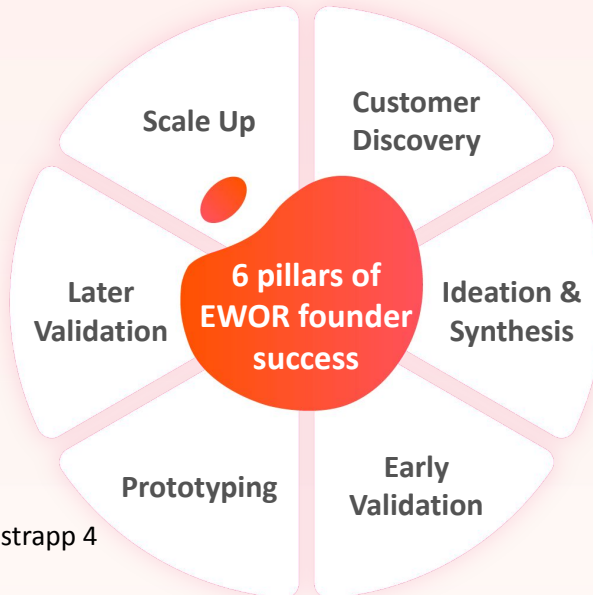 Scale Up
Customer
Discovery
Later
Validation
6 pillars of
EWOR founder
success
Ideation &
Synthesis
Prototyping
Early
Validation
strapp 4